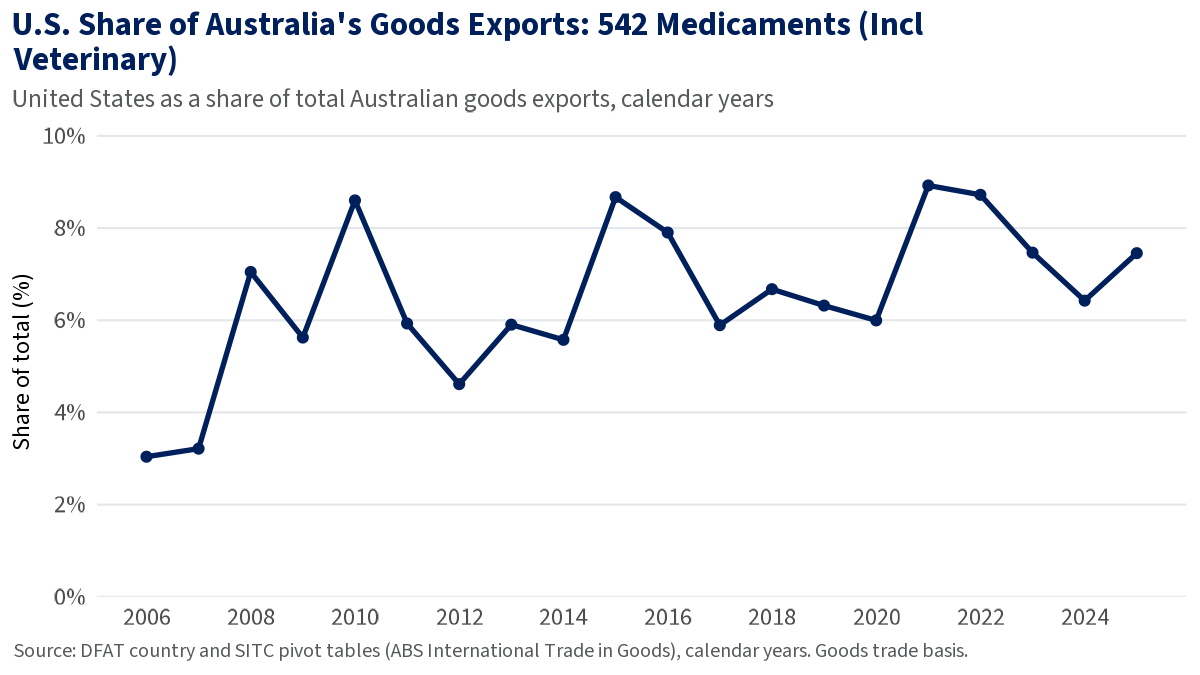 U.S. Share of Australia's Goods Exports: 542 Medicaments (Incl
Veterinary)
United States as a share of total Australian goods exports, calendar years
Share of total (%)
10%
8%
6%
4%
2%
0%
2006 2008 2010 2012 2014 2016 2018 2020 2022 2024
Source: DFAT country and SITC pivot tables (ABS International Trade in Goods), calendar years. Goods trade basis.